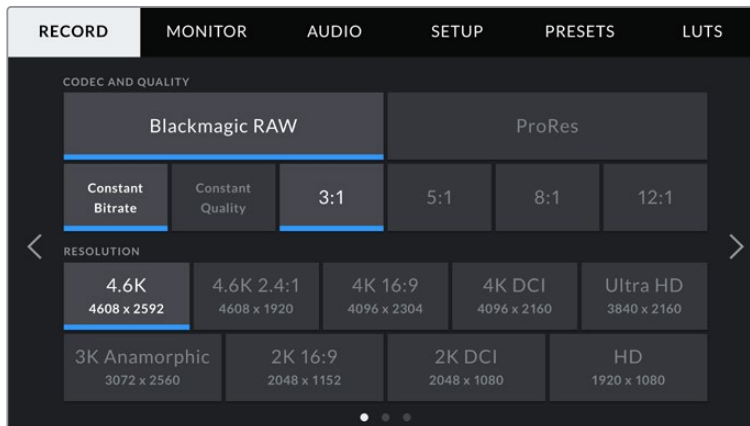 RECORD MONITOR AUDIO SETUP PRESETS LUTS
CODEC AND QUALITY
Blackmagic RAW ProRes
Constant Bitrate Constant Quality 3:1 5:1 8:1 12:1
RESOLUTION
4.6K 4.6K 2.4:1 4K 16:9 4K DCI Ultra HD
4608 x 2592 4608 x 1920 4096 x 2304 4096 x 2160 3840 x 2160
3K Anamorphic 2K 16:9 2K DCI HD
3072 x 2560 2048 x 1152 2048 x 1080 1920 x 1080